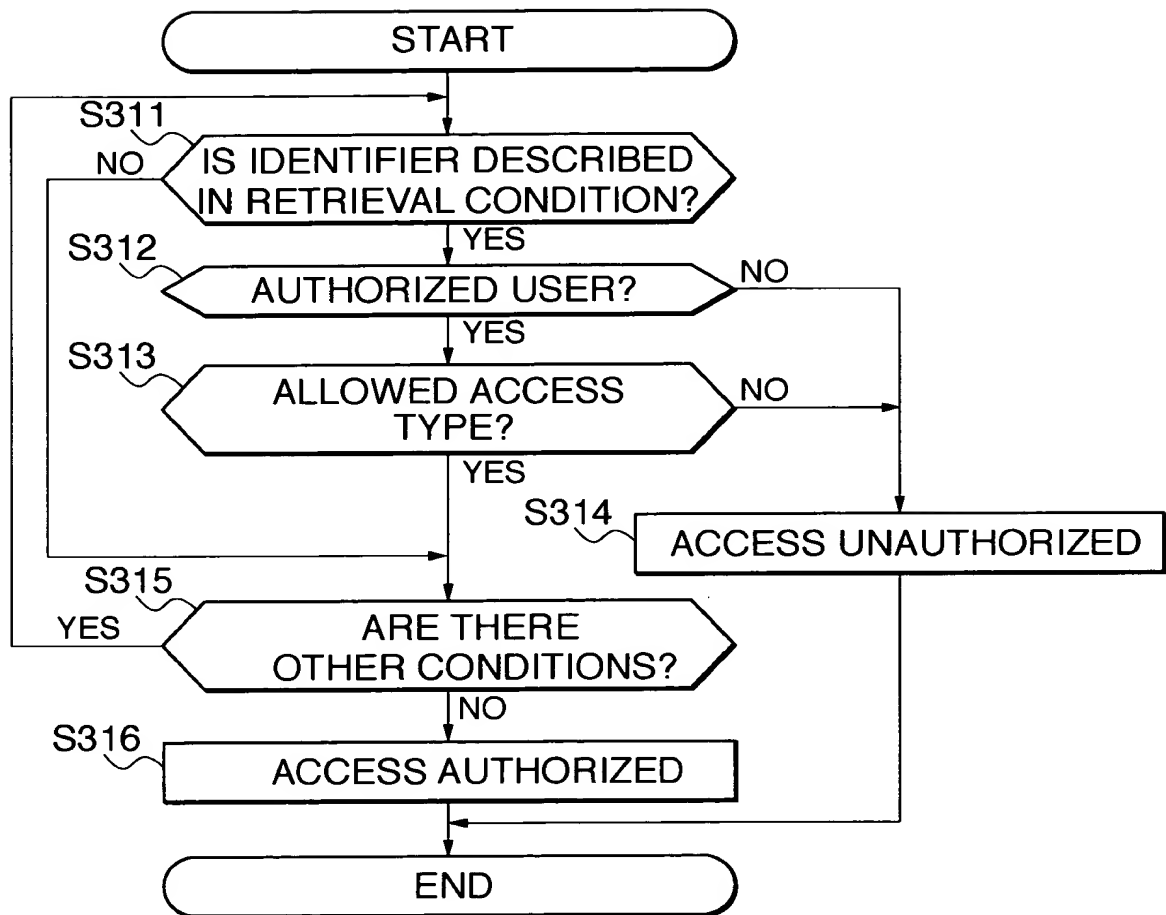 START
S311
NO
IS IDENTIFIER DESCRIBED
IN RETRIEVAL CONDITION?
YES
S312
AUTHORIZED USER?
NO
YES
S313
ALLOWED ACCESS
TYPE?
NO
YES
S314
ACCESS UNAUTHORIZED
S315
YES
ARE THERE
OTHER CONDITIONS?
NO
S316
ACCESS AUTHORIZED
END